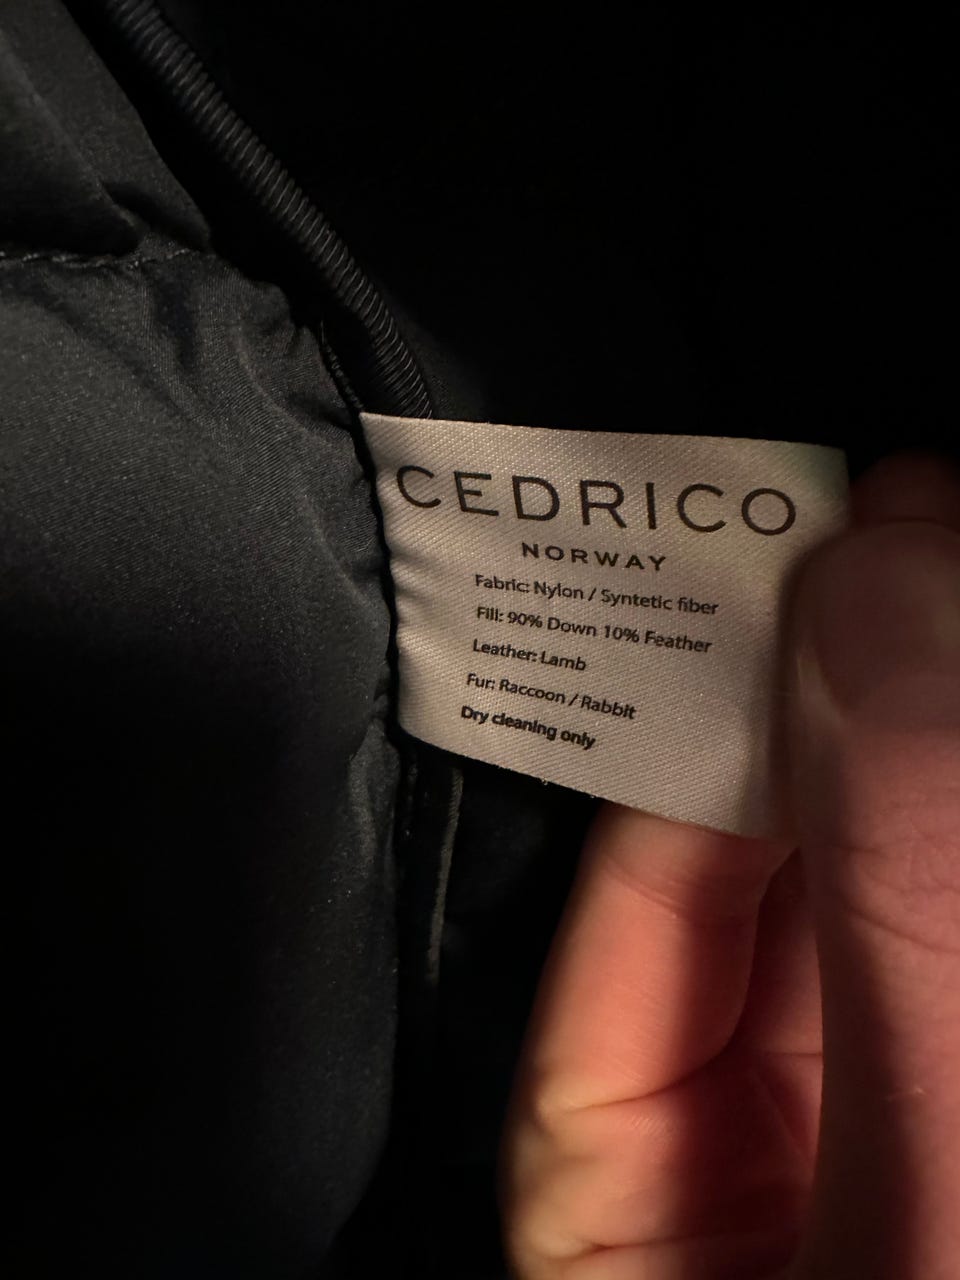 CEDRICO
NORWAY
Fabric: Nylon / Syntetic fiber
Fill: 90% Down 10% Feather
Leather: Lamb
Fur: Raccoon / Rabbit
Dry cleaning only